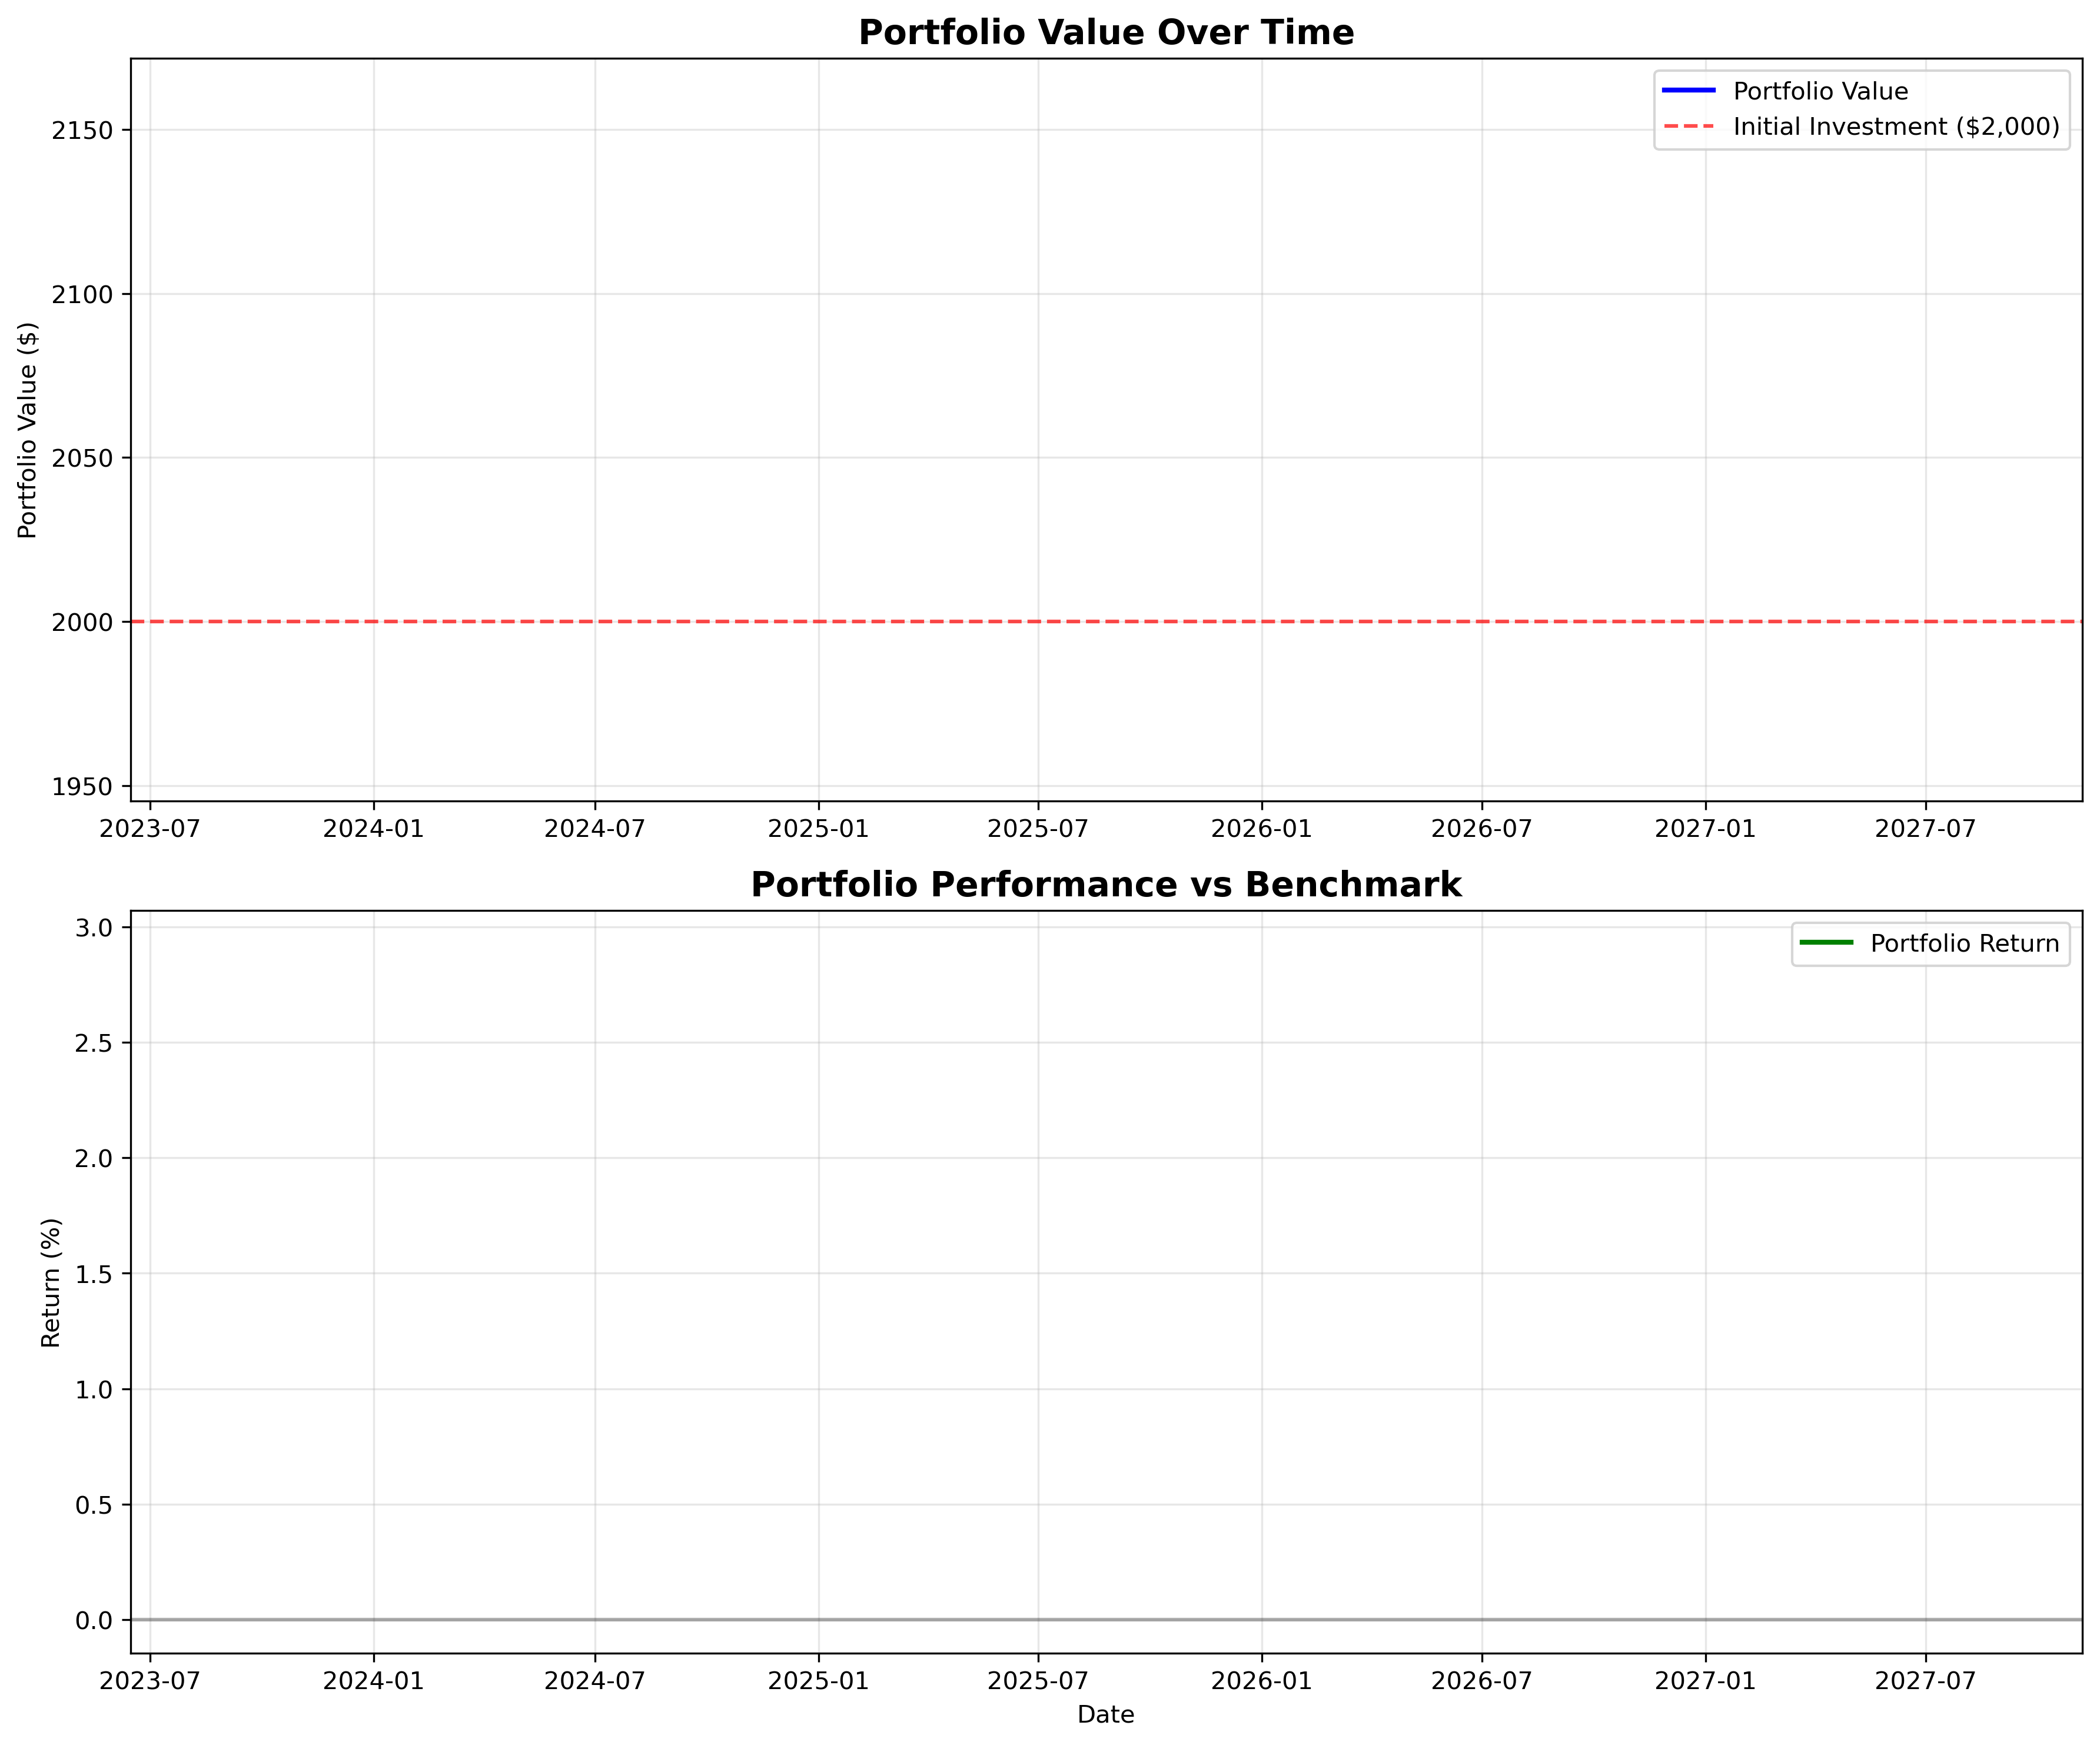 Portfolio Value Over Time
Portfolio Value
Initial Investment ($2,000)
Portfolio Value ($)
2150
2100
2050
2000
1950
2023-07 2024-01 2024-07 2025-01 2025-07 2026-01 2026-07 2027-01 2027-07
Portfolio Performance vs Benchmark
Portfolio Return
Return (%)
3.0
2.5
2.0
1.5
1.0
0.5
0.0
2023-07 2024-01 2024-07 2025-01 2025-07 2026-01 2026-07 2027-01 2027-07
Date